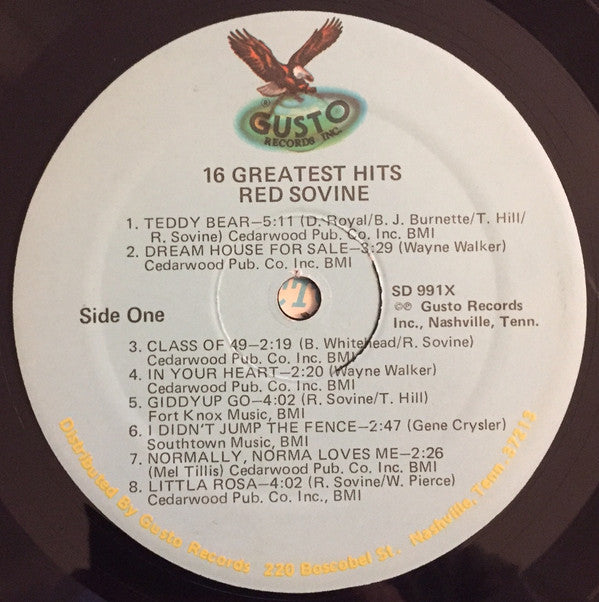 ®
GUSTO
RECORDS INC.
16 GREATEST HITS
RED SOVINE
1. TEDDY BEAR—5:11 (D. Royal/B. J. Burnette/T. Hill/
R. Sovine) Cedarwood Pub. Co. Inc. BMI
2. DREAM HOUSE FOR SALE—3:29 (Wayne Walker)
Cedarwood Pub. Co. Inc. BMI
Side One
SD 991X
©℗ Gusto Records
Inc., Nashville, Tenn.
3. CLASS OF 49—2:19 (B. Whitehead/R. Sovine)
Cedarwood Pub. Co. Inc. BMI
4. IN YOUR HEART—2:20 (Wayne Walker)
Cedarwood Pub. Co. Inc. BMI
5. GIDDYUP GO—4:02 (R. Sovine/T. Hill)
Fort Knox Music, BMI
6. I DIDN'T JUMP THE FENCE—2:47 (Gene Crysler)
Southtown Music, BMI
7. NORMALLY, NORMA LOVES ME—2:26
(Mel Tillis) Cedarwood Pub. Co. Inc. BMI
8. LITTLA ROSA—4:02 (R. Sovine/W. Pierce)
Cedarwood Pub. Co. Inc., BMI
Distributed By Gusto Records 220 Boscobel St., Nashville, Tenn. 37213